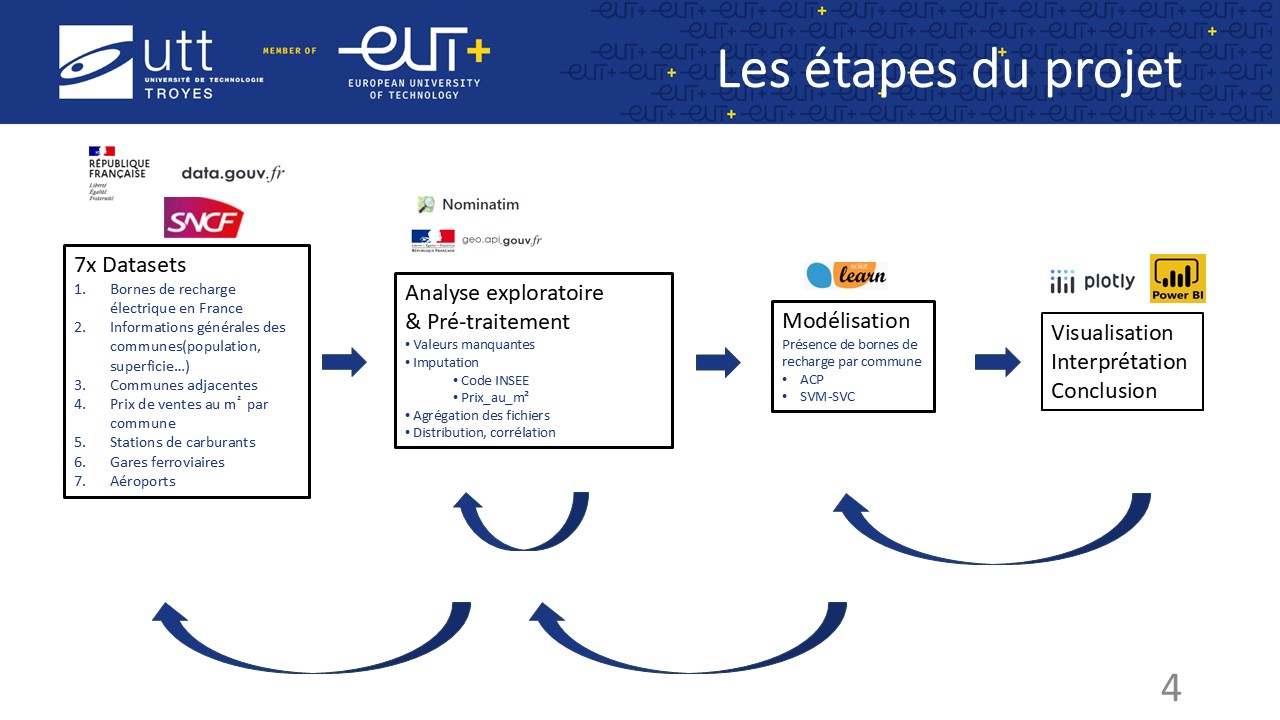 utt
UNIVERSITÉ DE TECHNOLOGIE
TROYES
MEMBER OF
EUT+
EUROPEAN UNIVERSITY
OF TECHNOLOGY
Les étapes du projet
RÉPUBLIQUE
FRANÇAISE
Liberté
Égalité
Fraternité
data.gouv.fr
SNCF
7x Datasets
1. Bornes de recharge
électrique en France
2. Informations générales des
communes(population,
superficie…)
3. Communes adjacentes
4. Prix de ventes au m² par
commune
5. Stations de carburants
6. Gares ferroviaires
7. Aéroports
Nominatim
geo.api.gouv.fr
Analyse exploratoire
& Pré-traitement
• Valeurs manquantes
• Imputation
• Code INSEE
• Prix_au_m²
• Agrégation des fichiers
• Distribution, corrélation
scikit
learn
Modélisation
Présence de bornes de
recharge par commune
• ACP
• SVM-SVC
plotly
Power BI
Visualisation
Interprétation
Conclusion
4